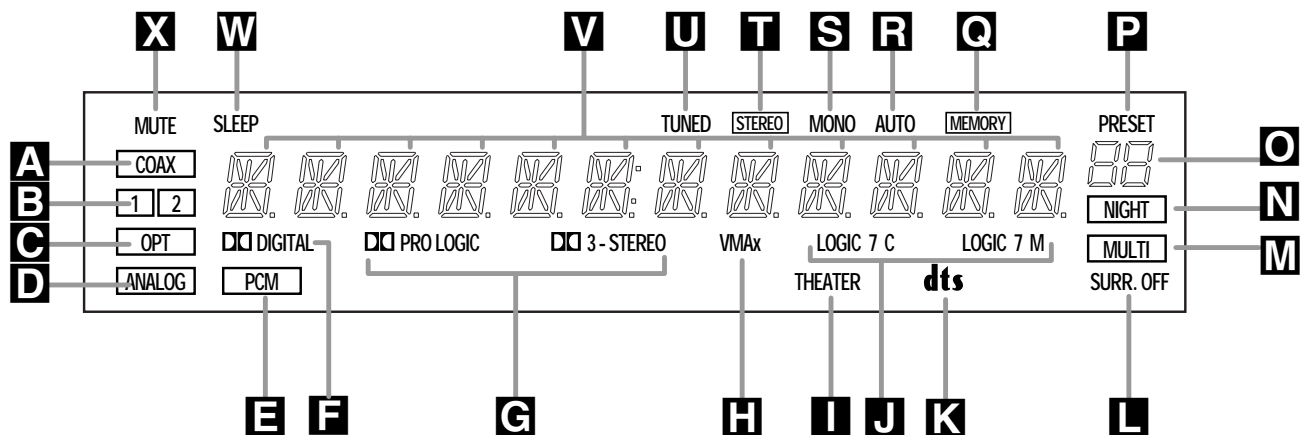 X W V U T S R Q P
MUTE SLEEP TUNED STEREO MONO AUTO MEMORY PRESET
A COAX O
B 1 2 NIGHT N
C OPT DIGITAL PRO LOGIC 3 - STEREO VMAx LOGIC 7 C LOGIC 7 M MULTI M
D ANALOG PCM THEATER dts SURR. OFF
E F G H I J K L